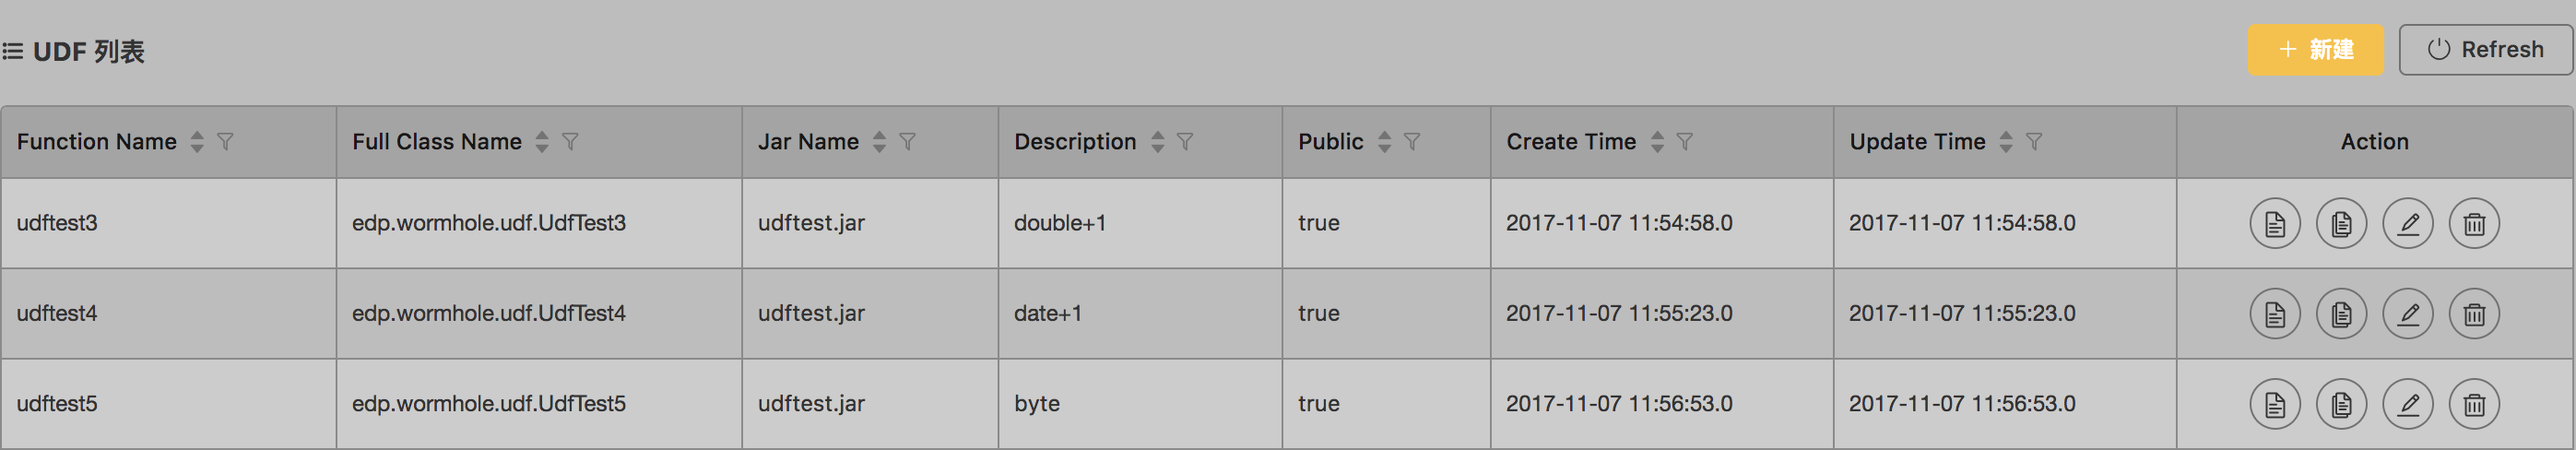 UDF 列表
新建 Refresh
Function Name Full Class Name Jar Name Description Public Create Time Update Time Action
udftest3 edp.wormhole.udf.UdfTest3 udftest.jar double+1 true 2017-11-07 11:54:58.0 2017-11-07 11:54:58.0
udftest4 edp.wormhole.udf.UdfTest4 udftest.jar date+1 true 2017-11-07 11:55:23.0 2017-11-07 11:55:23.0
udftest5 edp.wormhole.udf.UdfTest5 udftest.jar byte true 2017-11-07 11:56:53.0 2017-11-07 11:56:53.0